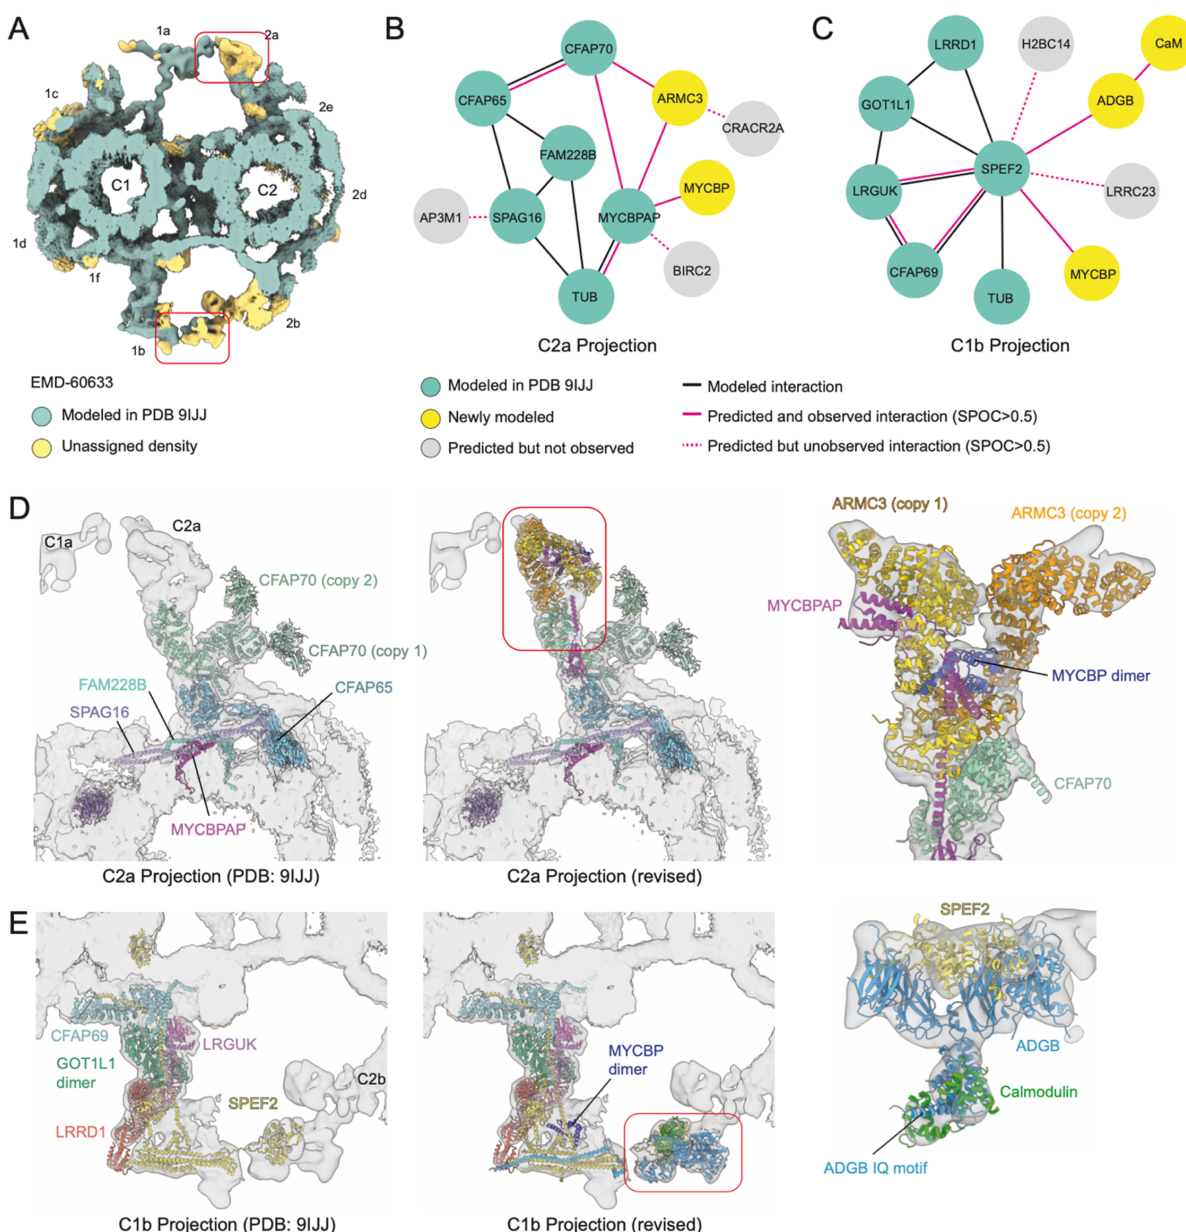 A
1a
2a
1c
2e
C1
C2
2d
1d
1f
2b
1b
EMD-60633
Modeled in PDB 9IJJ
Unassigned density
B
CFAP70
CFAP65
ARMC3
CRACR2A
FAM228B
MYCBP
AP3M1
SPAG16
MYCBPAP
BIRC2
TUB
C2a Projection
C
LRRD1
H2BC14
CaM
GOT1L1
ADGB
SPEF2
LRGUK
LRRC23
CFAP69
MYCBP
TUB
C1b Projection
Modeled in PDB 9IJJ
Newly modeled
Predicted but not observed
Modeled interaction
Predicted and observed interaction (SPOC>0.5)
Predicted but unobserved interaction (SPOC>0.5)
D
C1a
C2a
CFAP70 (copy 2)
CFAP70 (copy 1)
FAM228B
SPAG16
CFAP65
MYCBPAP
C2a Projection (PDB: 9IJJ)
C2a Projection (revised)
ARMC3 (copy 1)
ARMC3 (copy 2)
MYCBPAP
MYCBP dimer
CFAP70
E
CFAP69
LRGUK
GOT1L1
dimer
SPEF2
C2b
LRRD1
C1b Projection (PDB: 9IJJ)
MYCBP
dimer
C1b Projection (revised)
SPEF2
ADGB
Calmodulin
ADGB IQ motif